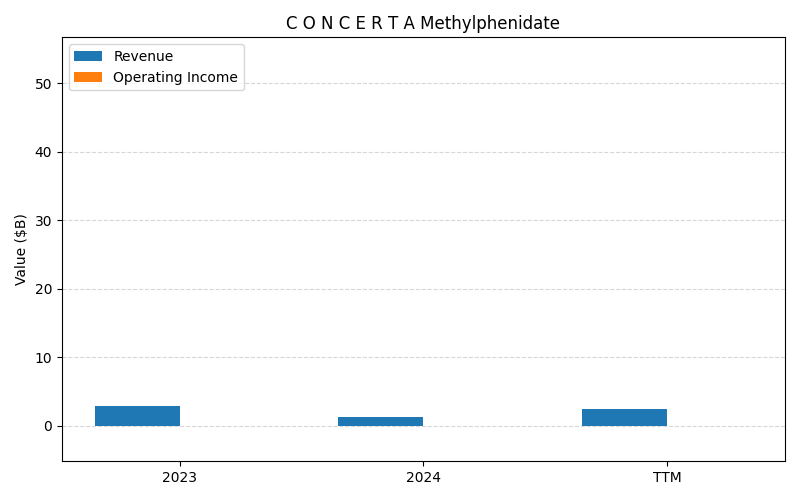 C O N C E R T A Methylphenidate
Revenue
Operating Income
Value ($B)
50
40
30
20
10
0
2023 2024 TTM